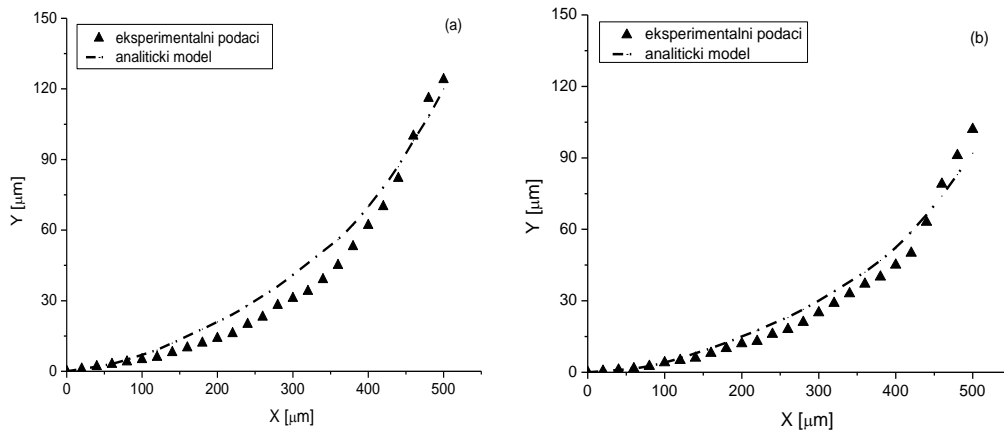 (a)
eksperimentalni podaci
analiticki model
150
120
90
60
30
0
Y [μm]
0 100 200 300 400 500
X [μm]
(b)
eksperimentalni podaci
analiticki model
150
120
90
60
30
0
Y [μm]
0 100 200 300 400 500
X [μm]